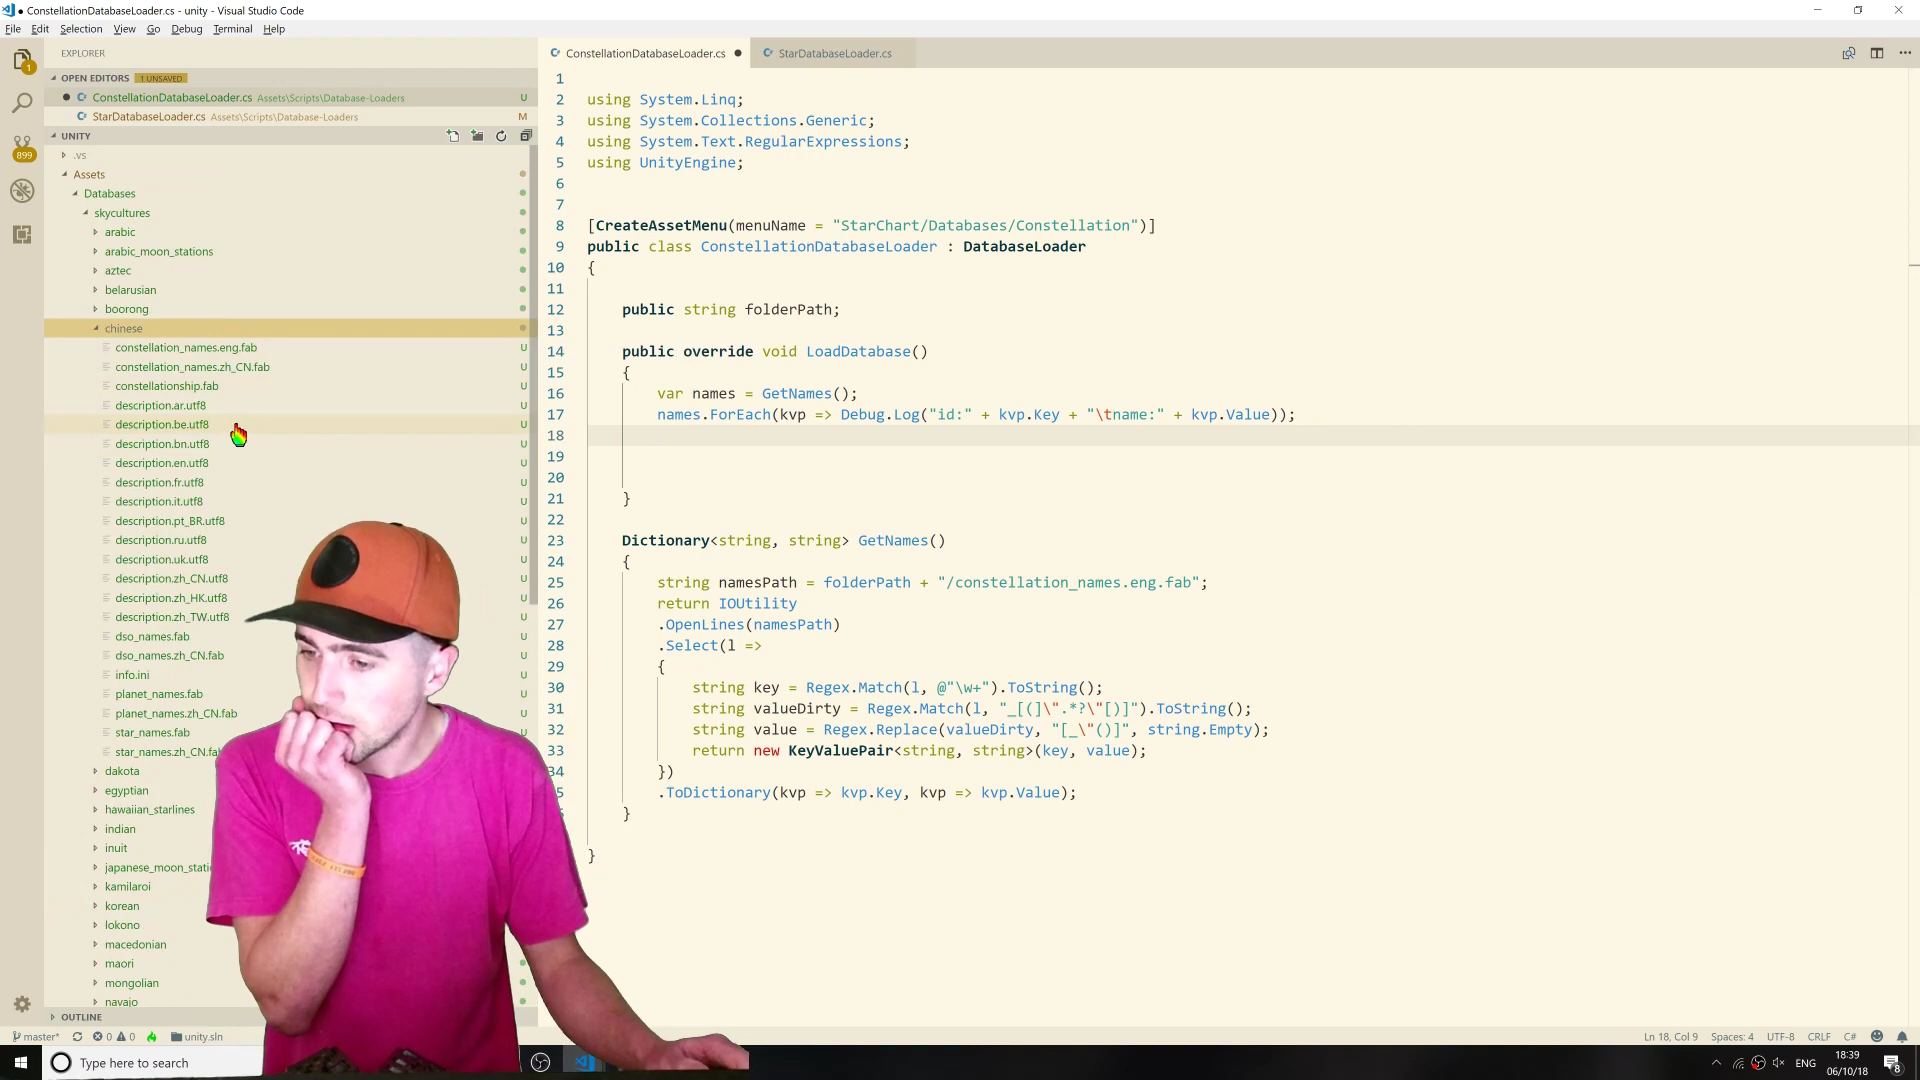 ConstellationDatabaseLoader.cs - unity - Visual Studio Code
File Edit Selection View Go Debug Terminal Help
EXPLORER
OPEN EDITORS 1 UNSAVED
ConstellationDatabaseLoader.cs Assets\Scripts\Database-Loaders U
StarDatabaseLoader.cs Assets\Scripts\Database-Loaders M
UNITY
1
899
.vs
Assets
Databases
skycultures
arabic
arabic_moon_stations
aztec
belarusian
boorong
chinese
constellation_names.eng.fab U
constellation_names.zh_CN.fab U
constellationship.fab U
description.ar.utf8 U
description.be.utf8 U
description.bn.utf8 U
description.en.utf8 U
description.fr.utf8 U
description.it.utf8 U
description.pt_BR.utf8 U
description.ru.utf8 U
description.uk.utf8 U
description.zh_CN.utf8 U
description.zh_HK.utf8 U
description.zh_TW.utf8 U
dso_names.fab U
dso_names.zh_CN.fab U
info.ini U
planet_names.fab U
planet_names.zh_CN.fab U
star_names.fab U
star_names.zh_CN.fab U
dakota
egyptian
hawaiian_starlines
indian
inuit
japanese_moon_stati
kamilaroi
korean
lokono
macedonian
maori
mongolian
navajo
OUTLINE
ConstellationDatabaseLoader.cs StarDatabaseLoader.cs
1
2 using System.Linq;
3 using System.Collections.Generic;
4 using System.Text.RegularExpressions;
5 using UnityEngine;
6
7
8 [CreateAssetMenu(menuName = "StarChart/Databases/Constellation")]
9 public class ConstellationDatabaseLoader : DatabaseLoader
10 {
11
12 public string folderPath;
13
14 public override void LoadDatabase()
15 {
16 var names = GetNames();
17 names.ForEach(kvp => Debug.Log("id:" + kvp.Key + "\tname:" + kvp.Value));
18
19
20
21 }
22
23 Dictionary<string, string> GetNames()
24 {
25 string namesPath = folderPath + "/constellation_names.eng.fab";
26 return IOUtility
27 .OpenLines(namesPath)
28 .Select(l =>
29 {
30 string key = Regex.Match(l, @"\w+").ToString();
31 string valueDirty = Regex.Match(l, "_[(]\".*?\"[)]").ToString();
32 string value = Regex.Replace(valueDirty, "[_\"()]", string.Empty);
33 return new KeyValuePair<string, string>(key, value);
34 })
5 .ToDictionary(kvp => kvp.Key, kvp => kvp.Value);
}
}
master* 0 0 unity.sln Ln 18, Col 9 Spaces: 4 UTF-8 CRLF C#
Type here to search ENG 18:39
06/10/18 8